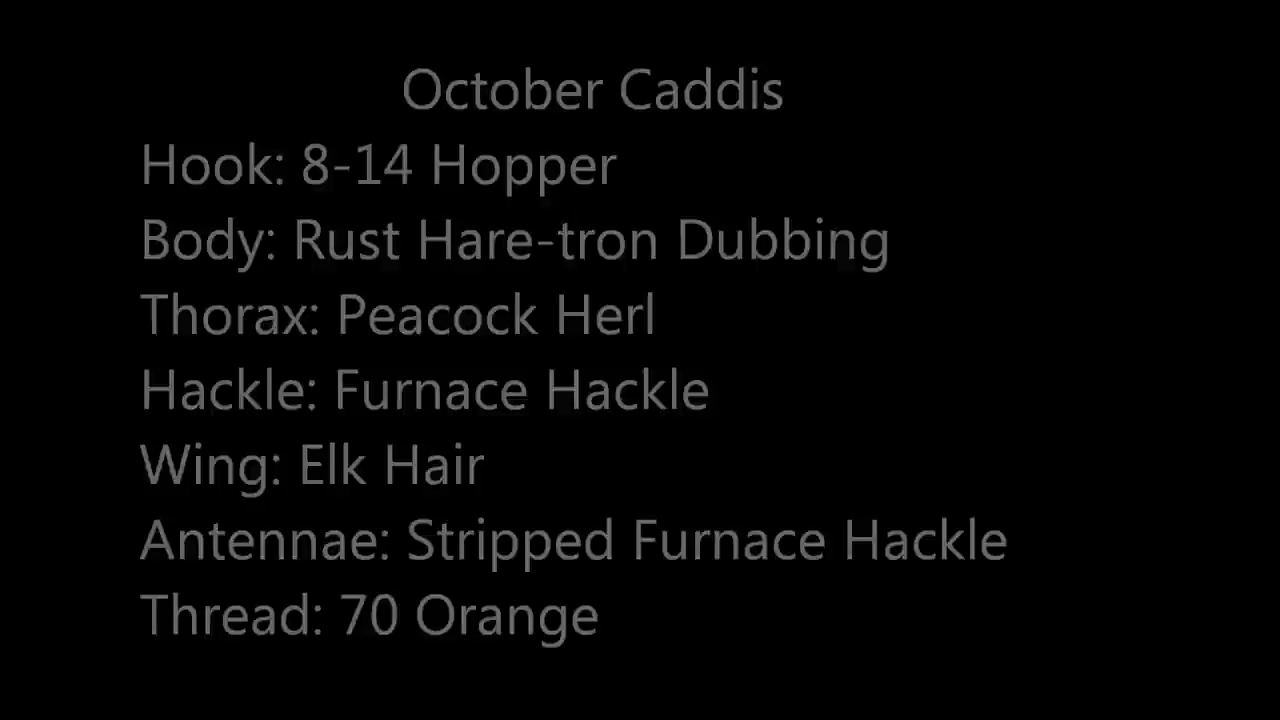 October Caddis
Hook: 8-14 Hopper
Body: Rust Hare-tron Dubbing
Thorax: Peacock Herl
Hackle: Furnace Hackle
Wing: Elk Hair
Antennae: Stripped Furnace Hackle
Thread: 70 Orange